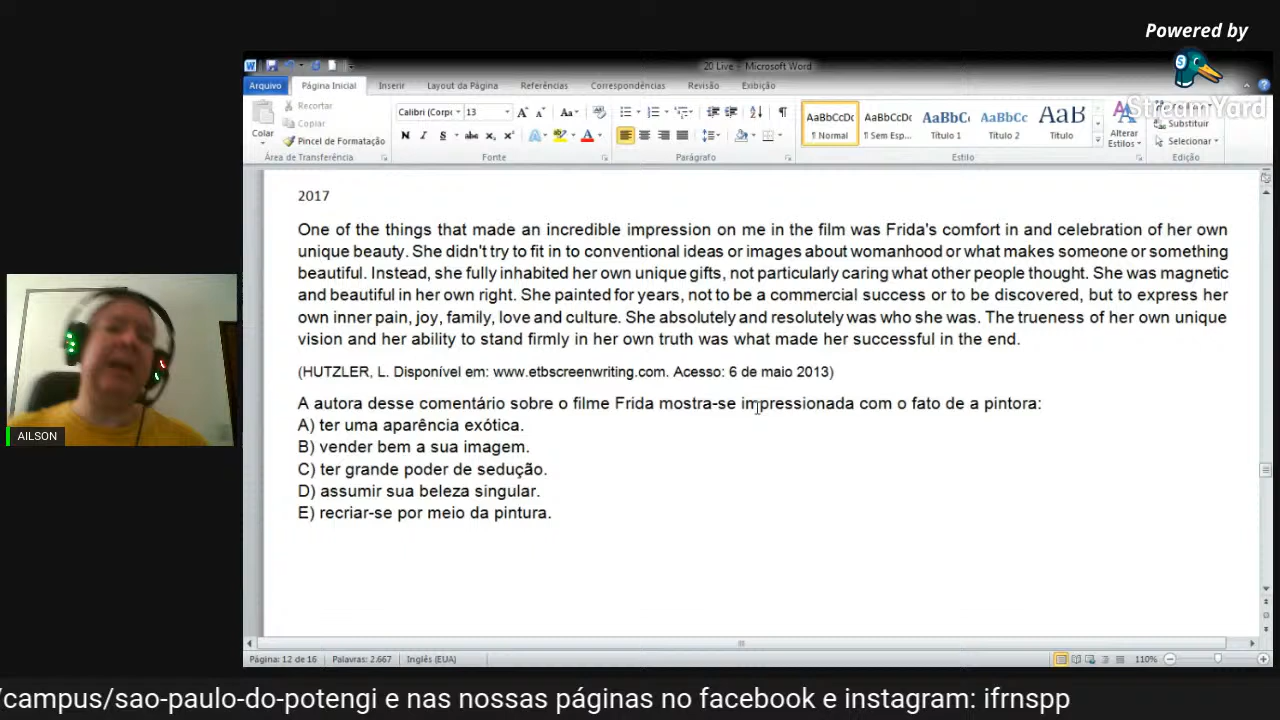 Powered by
StreamYard
20 Live - Microsoft Word
Arquivo Página Inicial Inserir Layout da Página Referências Correspondências Revisão Exibição
Colar
Recortar
Copiar
Pincel de Formatação
Área de Transferência
Calibri (Corp 13
Fonte
Parágrafo
AaBbCcDc AaBbCcDc AaBbC AaBbCc AaB
¶ Normal ¶ Sem Esp... Título 1 Título 2 Título
Alterar Estilos
Estilo
Substituir
Selecionar
Edição
2017
One of the things that made an incredible impression on me in the film was Frida's comfort in and celebration of her own
unique beauty. She didn't try to fit in to conventional ideas or images about womanhood or what makes someone or something
beautiful. Instead, she fully inhabited her own unique gifts, not particularly caring what other people thought. She was magnetic
and beautiful in her own right. She painted for years, not to be a commercial success or to be discovered, but to express her
own inner pain, joy, family, love and culture. She absolutely and resolutely was who she was. The trueness of her own unique
vision and her ability to stand firmly in her own truth was what made her successful in the end.
(HUTZLER, L. Disponível em: www.etbscreenwriting.com. Acesso: 6 de maio 2013)
A autora desse comentário sobre o filme Frida mostra-se impressionada com o fato de a pintora:
A) ter uma aparência exótica.
B) vender bem a sua imagem.
C) ter grande poder de sedução.
D) assumir sua beleza singular.
E) recriar-se por meio da pintura.
AILSON
Página: 12 de 16 Palavras: 2.667 Inglês (EUA) 110%
/campus/sao-paulo-do-potengi e nas nossas páginas no facebook e instagram: ifrnspp